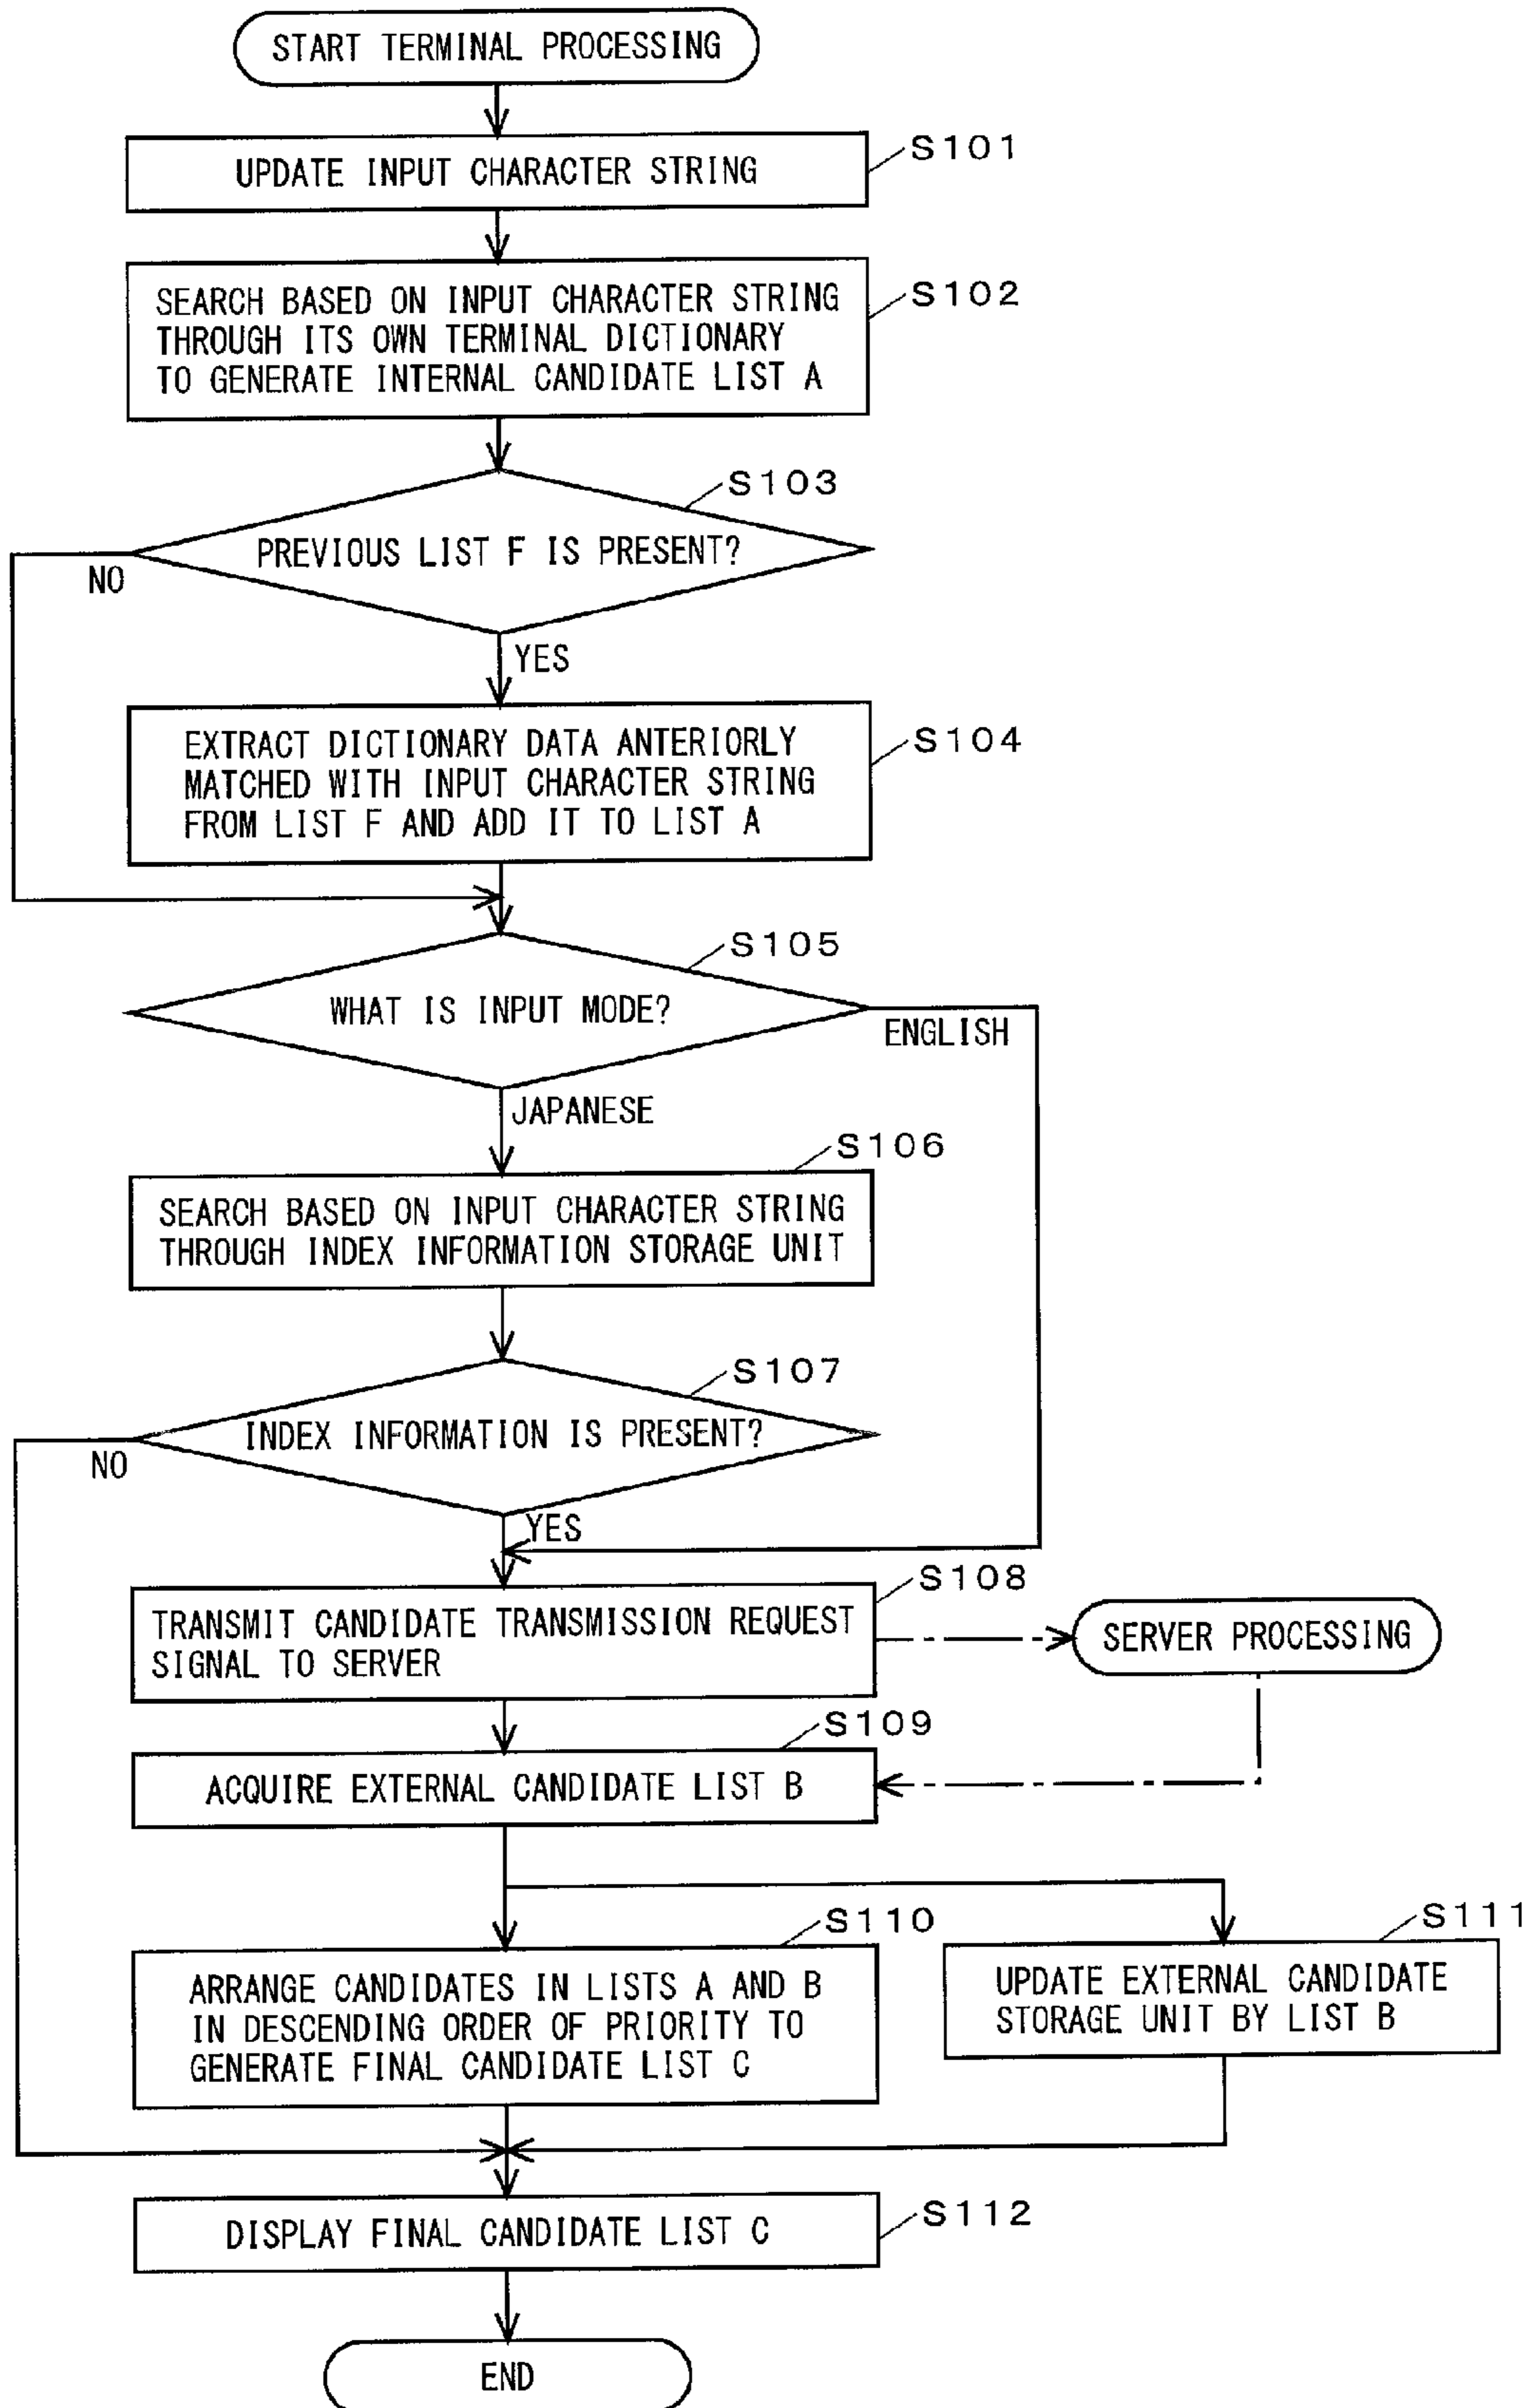 START TERMINAL PROCESSING
UPDATE INPUT CHARACTER STRING
S101
SEARCH BASED ON INPUT CHARACTER STRING
THROUGH ITS OWN TERMINAL DICTIONARY
TO GENERATE INTERNAL CANDIDATE LIST A
S102
PREVIOUS LIST F IS PRESENT?
S103
NO
YES
EXTRACT DICTIONARY DATA ANTERIORLY
MATCHED WITH INPUT CHARACTER STRING
FROM LIST F AND ADD IT TO LIST A
S104
WHAT IS INPUT MODE?
S105
ENGLISH
JAPANESE
S106
SEARCH BASED ON INPUT CHARACTER STRING
THROUGH INDEX INFORMATION STORAGE UNIT
S107
INDEX INFORMATION IS PRESENT?
NO
YES
S108
TRANSMIT CANDIDATE TRANSMISSION REQUEST
SIGNAL TO SERVER
SERVER PROCESSING
S109
ACQUIRE EXTERNAL CANDIDATE LIST B
S110
ARRANGE CANDIDATES IN LISTS A AND B
IN DESCENDING ORDER OF PRIORITY TO
GENERATE FINAL CANDIDATE LIST C
S111
UPDATE EXTERNAL CANDIDATE
STORAGE UNIT BY LIST B
DISPLAY FINAL CANDIDATE LIST C
S112
END